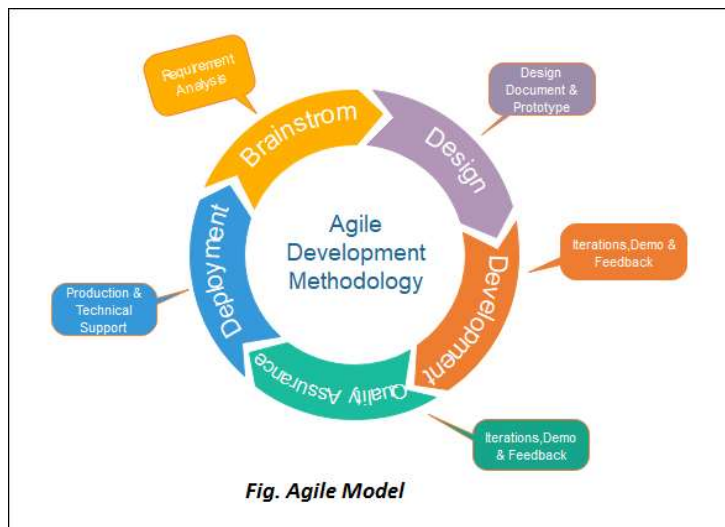 Requirement
Analysis
Brainstrom
Design
Document &
Prototype
Design
Agile
Development
Methodology
Iterations,Demo &
Feedback
Development
Deployment
Production &
Technical
Support
Quality Assurance
Iterations,Demo
& Feedback
Fig. Agile Model